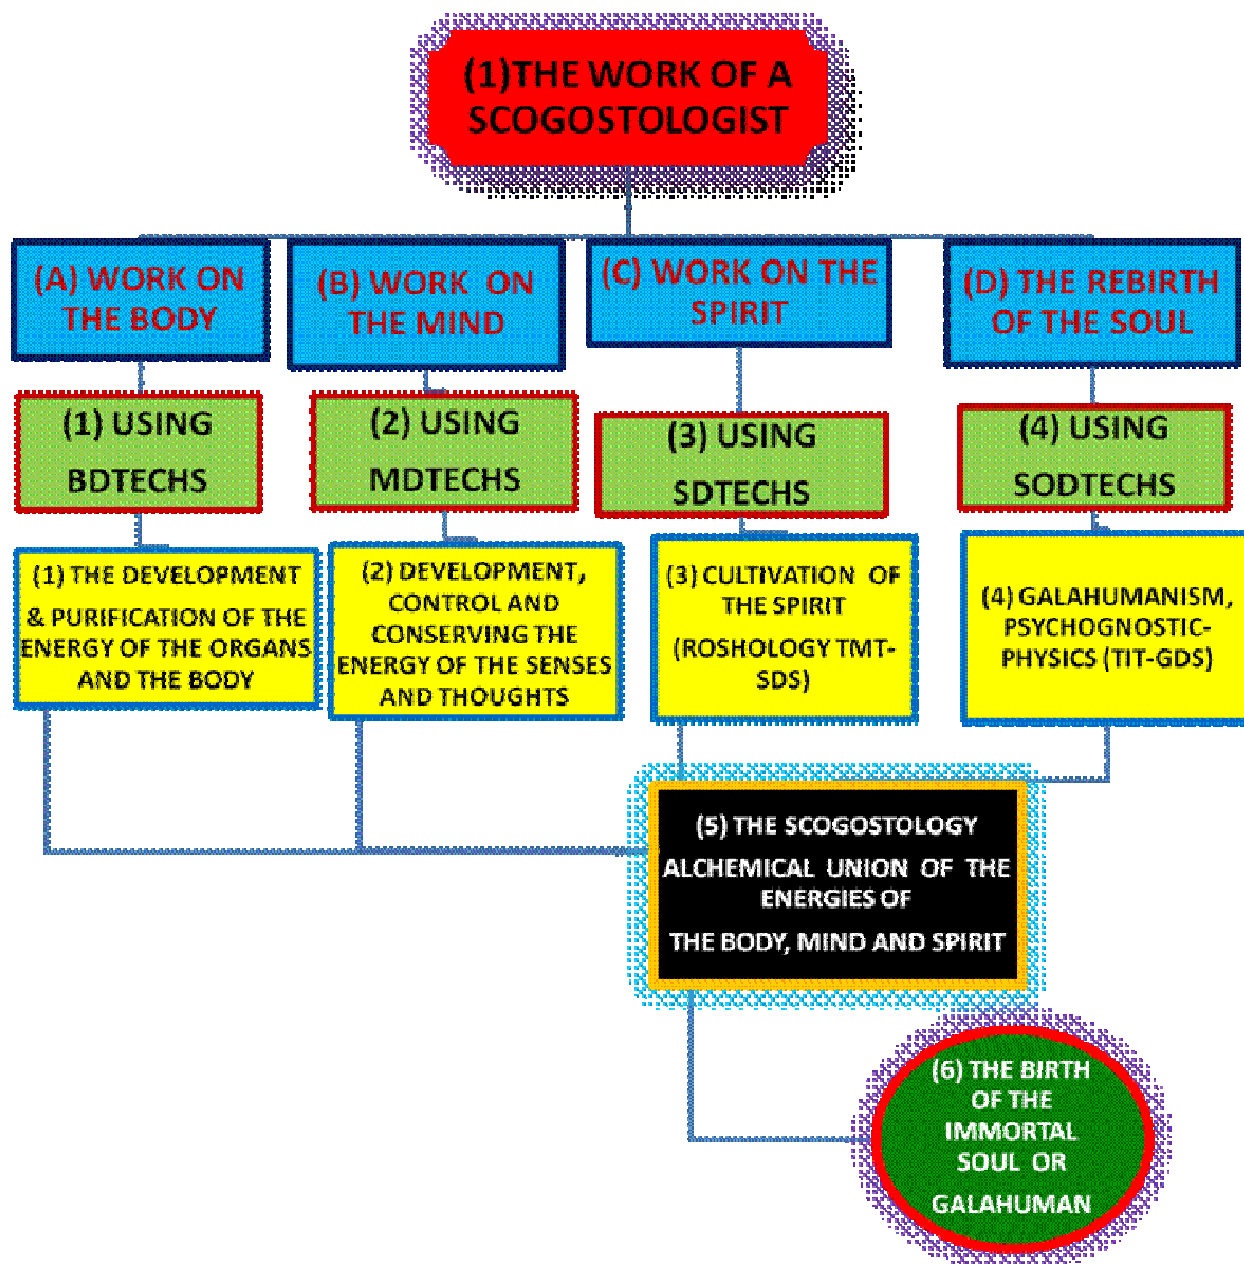 (1)THE WORK OF A
SCOGOSTOLOGIST
(A) WORK ON
THE BODY
(B) WORK ON
THE MIND
(C) WORK ON THE
SPIRIT
(D) THE REBIRTH
OF THE SOUL
(1) USING
BDTECHS
(2) USING
MDTECHS
(3) USING
SDTECHS
(4) USING
SODTECHS
(1) THE DEVELOPMENT
& PURIFICATION OF THE
ENERGY OF THE ORGANS
AND THE BODY
(2) DEVELOPMENT,
CONTROL AND
CONSERVING THE
ENERGY OF THE SENSES
AND THOUGHTS
(3) CULTIVATION OF
THE SPIRIT
(ROSHOLOGY TMT-
SDS)
(4) GALAHUMANISM,
PSYCHOGNOSTIC-
PHYSICS (TIT-GDS)
(5) THE SCOGOSTOLOGY
ALCHEMICAL UNION OF THE
ENERGIES OF
THE BODY, MIND AND SPIRIT
(6) THE BIRTH
OF THE
IMMORTAL
SOUL OR
GALAHUMAN